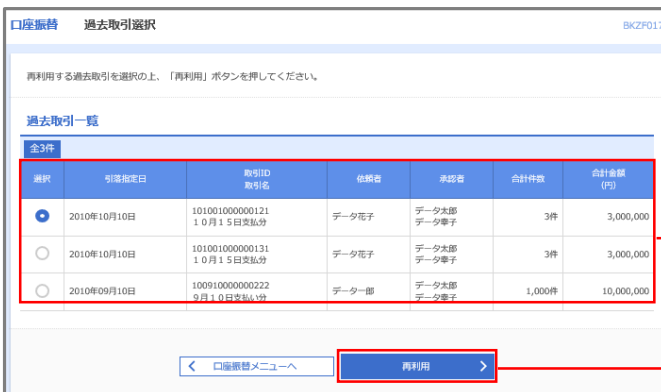 口座振替 過去取引選択 BKZF017
再利用する過去取引を選択の上、「再利用」ボタンを押してください。
過去取引一覧
全3件
選択 引落指定日 取引ID 依頼者 承認者 合計件数 合計金額
取引名 (円)
2010年10月10日 101001000000121 データ花子 データ太郎 3件 3,000,000
10月15日支払分 データ幸子
2010年10月10日 101001000000131 データ花子 データ太郎 3件 3,000,000
10月15日支払分 データ幸子
2010年09月10日 100910000000222 データ一郎 データ太郎 1,000件 10,000,000
9月10日支払い分 データ幸子
口座振替メニューへ 再利用